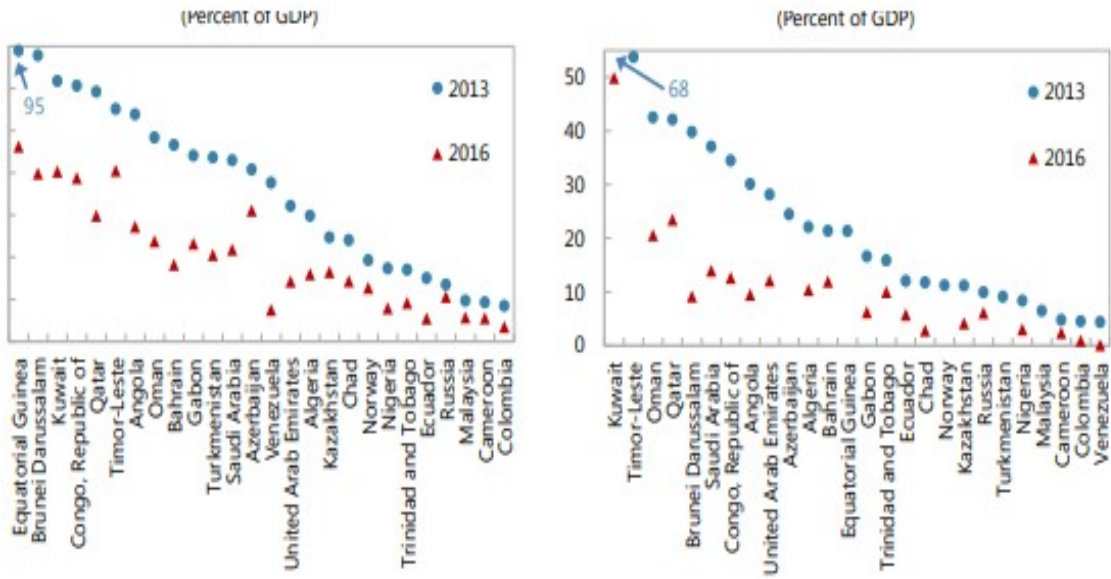 (Percent of GDP)
95
2013
2016
Equatorial Guinea
Brunei Darussalam
Kuwait
Congo, Republic of
Qatar
Timor-Leste
Angola
Oman
Bahrain
Gabon
Turkmenistan
Saudi Arabia
Azerbaijan
Venezuela
United Arab Emirates
Algeria
Kazakhstan
Chad
Norway
Nigeria
Trinidad and Tobago
Ecuador
Russia
Malaysia
Cameroon
Colombia
(Percent of GDP)
50
40
30
20
10
0
68
2013
2016
Kuwait
Timor-Leste
Oman
Qatar
Brunei Darussalam
Saudi Arabia
Congo, Republic of
Angola
United Arab Emirates
Azerbaijan
Algeria
Bahrain
Equatorial Guinea
Gabon
Trinidad and Tobago
Ecuador
Chad
Norway
Kazakhstan
Russia
Turkmenistan
Nigeria
Malaysia
Cameroon
Colombia
Venezuela